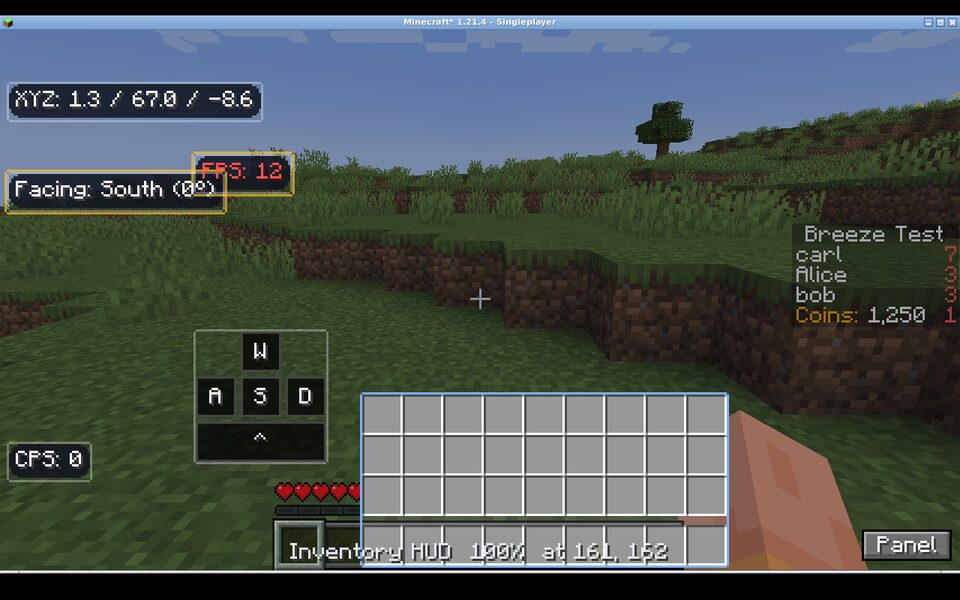 Minecraft* 1.21.4 - Singleplayer
XYZ: 1.3 / 67.0 / -8.6
FPS: 12
Facing: South (0°)
Breeze Test
carl 7
Alice 3
bob 3
Coins: 1,250 1
W
A S D
^
CPS: 0
Inventory HUD 100% at 161, 162
Panel